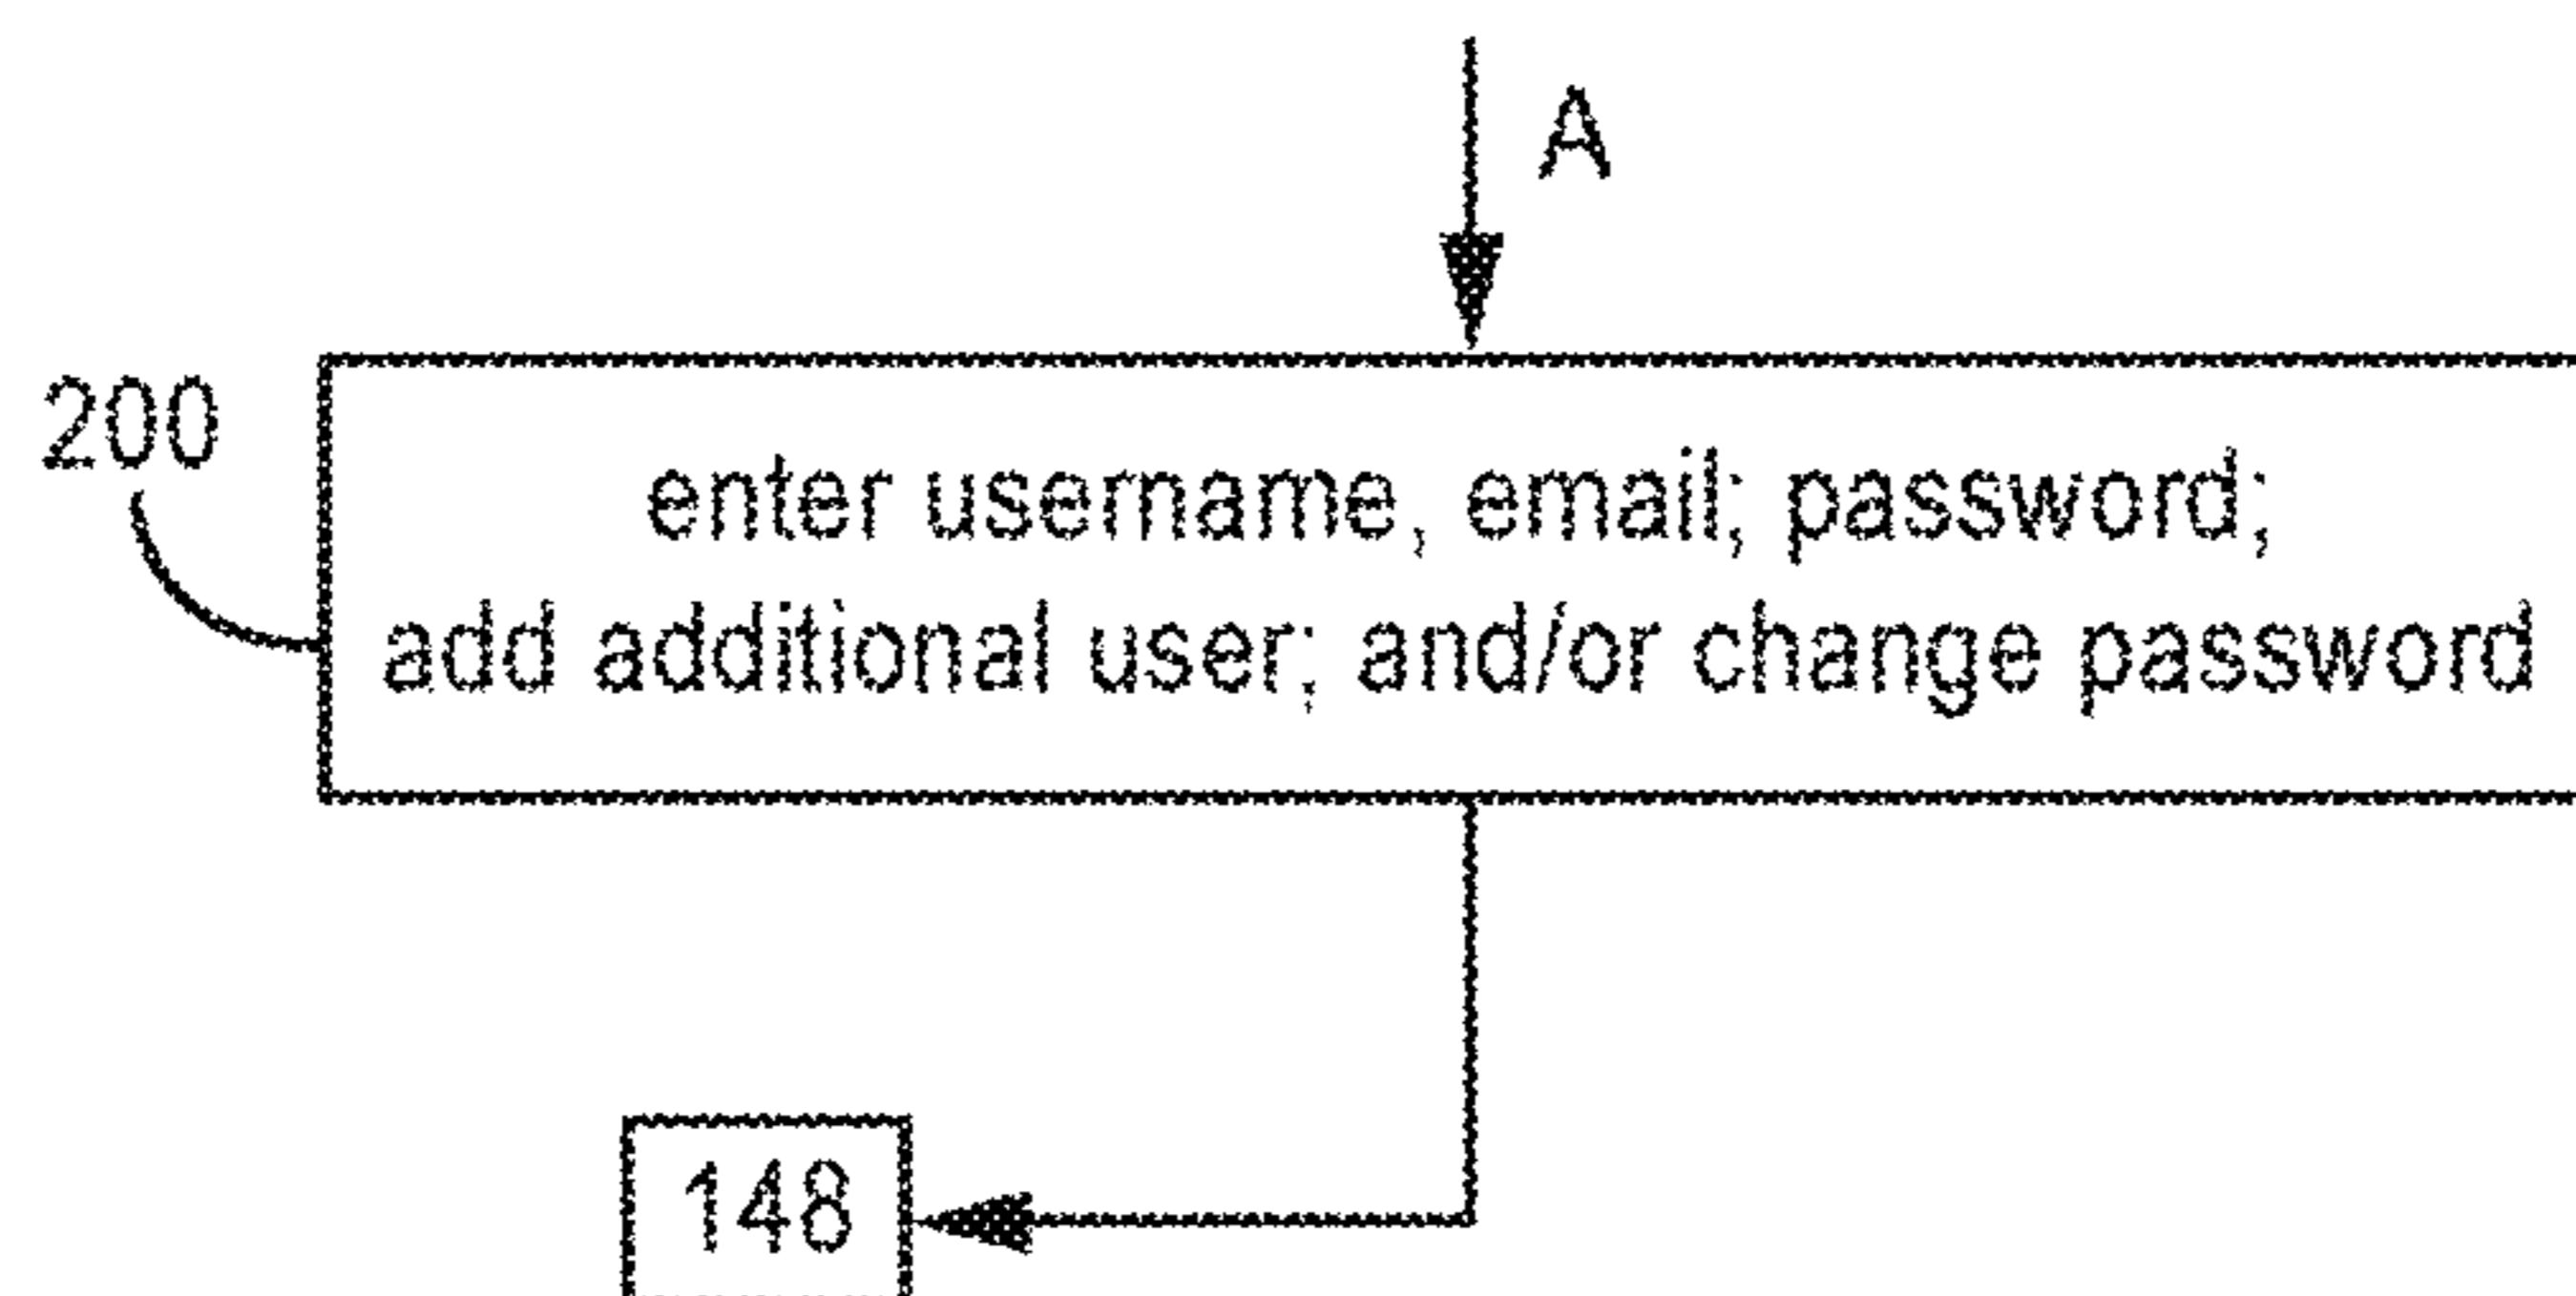 A
200
enter username, email; password;
add additional user; and/or change password
148